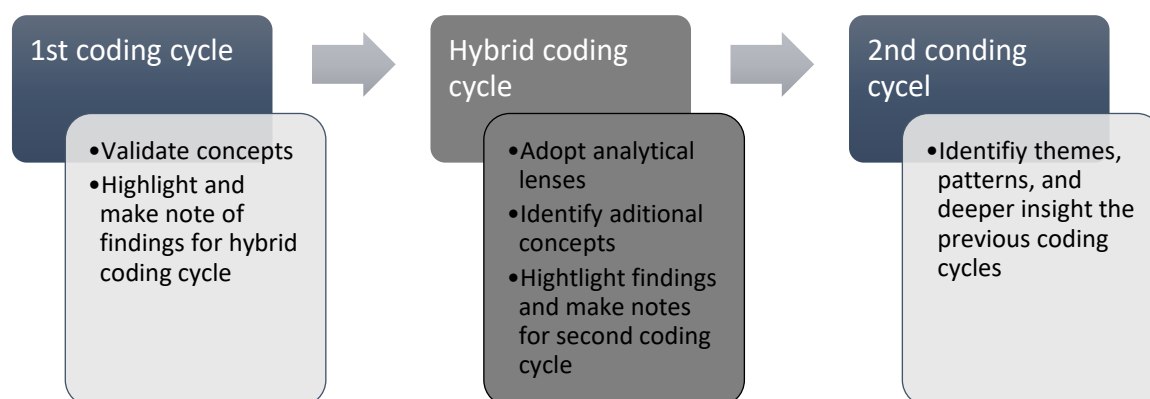 1st coding cycle
•Validate concepts
•Highlight and
make note of
findings for hybrid
coding cycle
Hybrid coding
cycle
•Adopt analytical
lenses
•Identify aditional
concepts
•Hightlight findings
and make notes
for second coding
cycle
2nd conding
cycel
•Identifiy themes,
patterns, and
deeper insight the
previous coding
cycles